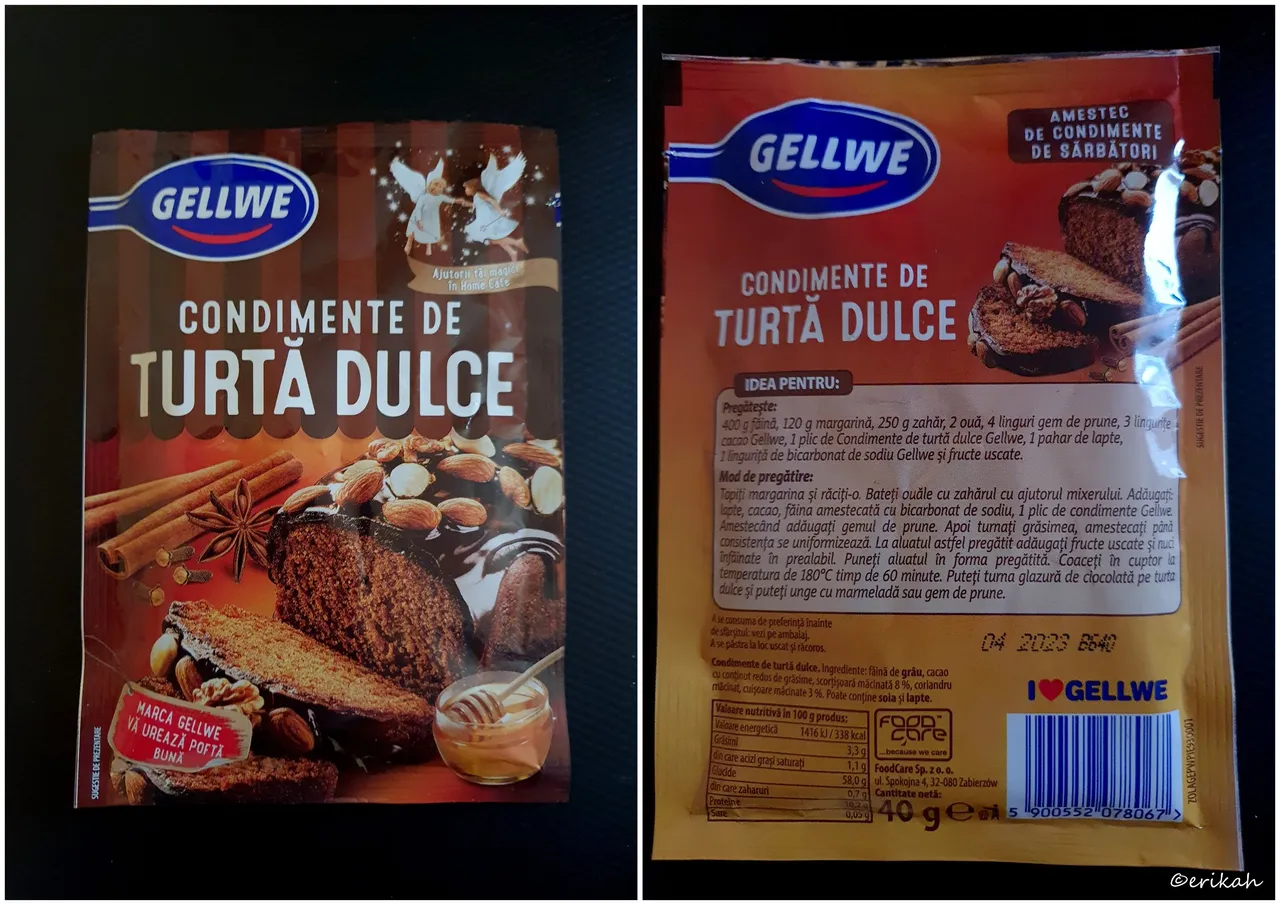 GELLWE
Ajutorii tăi magici
în Home Cafe
CONDIMENTE DE
TURTĂ DULCE
MARCA GELLWE
VĂ UREAZĂ POFTĂ
BUNĂ
SUGESTIE DE PREZENTARE
GELLWE
AMESTEC
DE CONDIMENTE
DE SĂRBĂTORI
CONDIMENTE DE
TURTĂ DULCE
SUGESTIE DE PREZENTARE
IDEA PENTRU:
Pregătește:
400 g făină, 120 g margarină, 250 g zahăr, 2 ouă, 4 linguri gem de prune, 3 lingurițe
cacao Gellwe, 1 plic de Condimente de turtă dulce Gellwe, 1 pahar de lapte,
1 linguriță de bicarbonat de sodiu Gellwe și fructe uscate.
Mod de pregătire:
Topiți margarina și răciți-o. Bateți ouăle cu zahărul cu ajutorul mixerului. Adăugați:
lapte, cacao, făina amestecată cu bicarbonat de sodiu, 1 plic de condimente Gellwe.
Amestecând adăugați gemul de prune. Apoi turnați grăsimea, amestecați până
consistența se uniformizează. La aluatul astfel pregătit adăugați fructe uscate și nuci
înfăinate în prealabil. Puneți aluatul în forma pregătită. Coaceți în cuptor la
temperatura de 180°C timp de 60 minute. Puteți turna glazură de ciocolată pe turta
dulce și puteți unge cu marmeladă sau gem de prune.
A se consuma de preferință înainte
de sfârșitul: vezi pe ambalaj.
A se păstra la loc uscat și răcoros.
04 2023 B640
Condimente de turtă dulce. Ingrediente: făină de grâu, cacao
cu conținut redus de grăsime, scorțișoară măcinată 8 %, coriandru
măcinat, cuișoare măcinate 3 %. Poate conține soia și lapte.
I♥GELLWE
Valoare nutritivă în 100 g produs:
Valoare energetică 1416 kJ / 338 kcal
Grăsimi 3,3 g
din care acizi grași saturați 1,1 g
Glucide 58,0 g
din care zaharuri 0,7 g
Proteine
Sare 0,05 g
FOOD
care
...because we care
FoodCare Sp. z o. o.
ul. Spokojna 4, 32-080 Zabierzów
Cantitate netă:
40 g e
5 900552 078067 >
©erikah